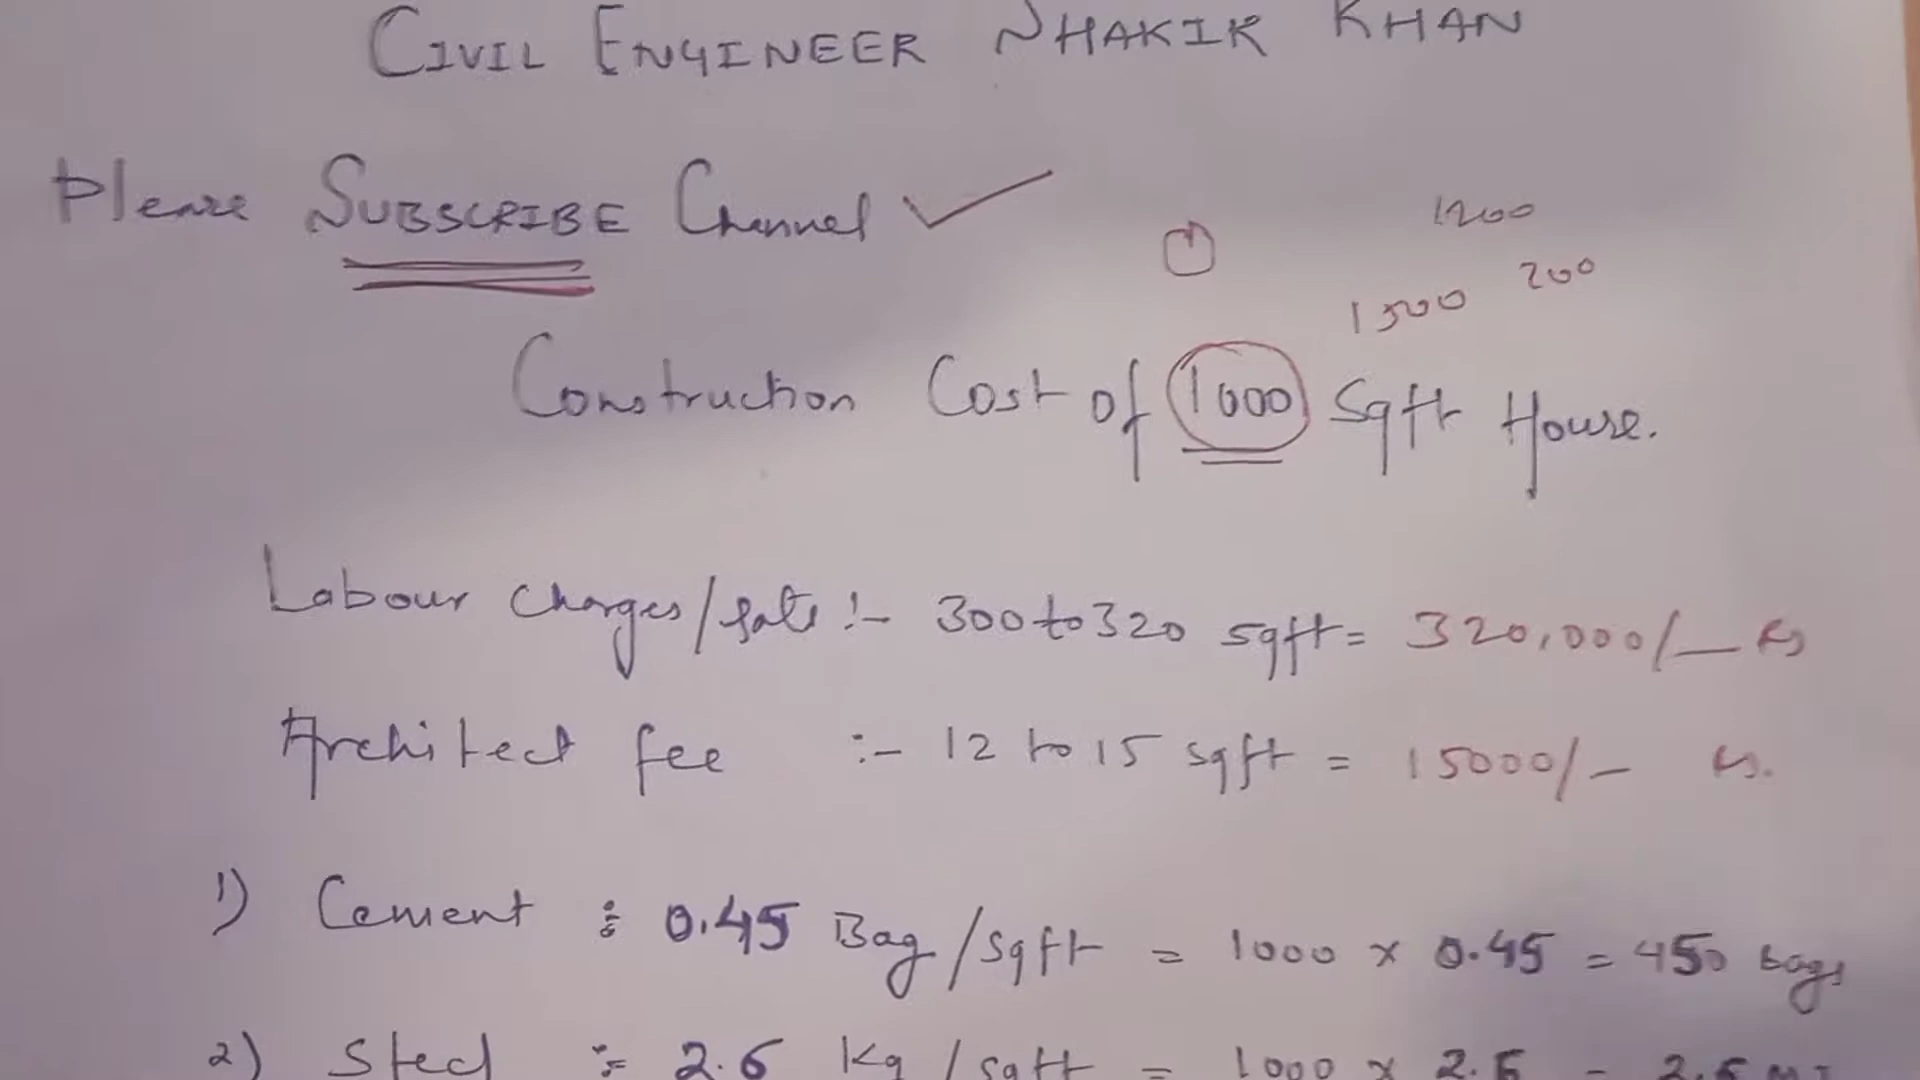 CIVIL ENGINEER SHAKIR KHAN
Please SUBSCRIBE Channel ✓
1200
1500 200
Construction Cost of 1000 Sqft House.
Labour Charges/Rate :- 300 to 320 sqft = 320,000/- Rs
Architect fee :- 12 to 15 sqft = 15000/- Rs.
1) Cement : 0.45 Bag/sqft = 1000 x 0.45 = 450 bags
2) Steel : 2.6 Kg/sqft = 1000 x 2.6